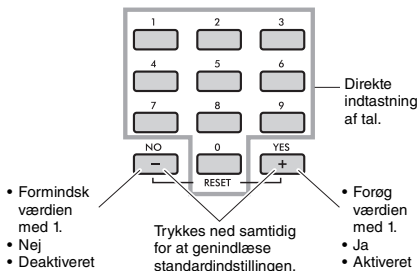 1 2 3
4 5 6
7 8 9
Direkte
indtastning
af tal.
NO 0 YES
– +
RESET
• Formindsk
værdien
med 1.
• Nej
• Deaktiveret
Trykkes ned samtidig
for at genindlæse
standardindstillingen.
• Forøg
værdien
med 1.
• Ja
• Aktiveret